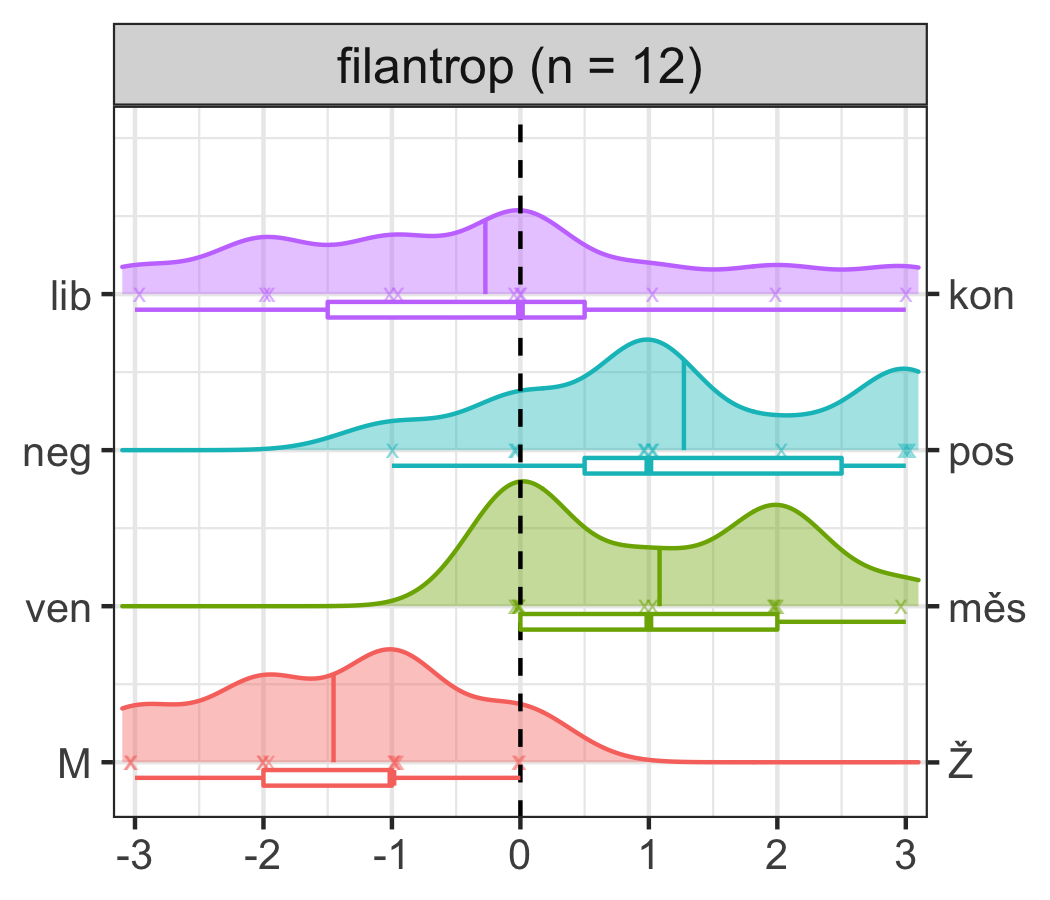 filantrop (n = 12)
lib kon
neg pos
ven měs
M Ž
-3 -2 -1 0 1 2 3